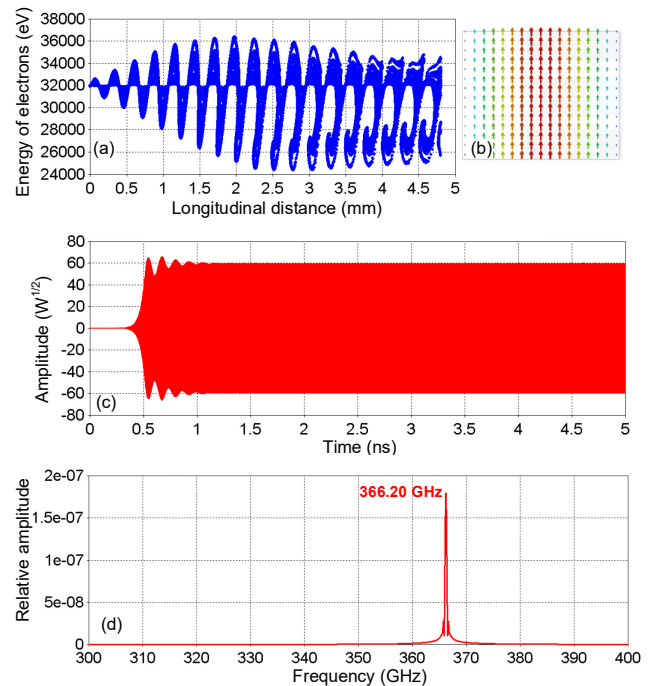 38000
36000
34000
32000
30000
28000
26000
24000
Energy of electrons (eV)
(a)
0 0.5 1 1.5 2 2.5 3 3.5 4 4.5 5
Longitudinal distance (mm)
(b)
80
60
40
20
0
-20
-40
-60
-80
Amplitude (W^1/2)
(c)
0 0.5 1 1.5 2 2.5 3 3.5 4 4.5 5
Time (ns)
2e-07
1.5e-07
1e-07
5e-08
0
Relative amplitude
366.20 GHz
(d)
300 310 320 330 340 350 360 370 380 390 400
Frequency (GHz)